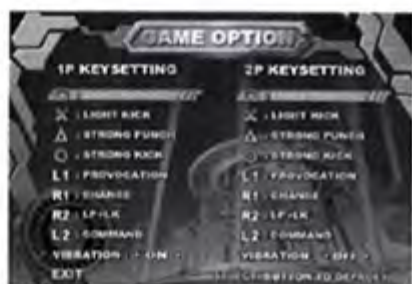 GAME OPTION
1P KEYSETTING
2P KEYSETTING
X : LIGHT KICK
△ : STRONG PUNCH
○ : STRONG KICK
L1 : PROVOCATION
R1 : CHANGE
R2 : LP+LK
L2 : COMMAND
VIBRATION : < ON >
EXIT
X : LIGHT KICK
△ : STRONG PUNCH
○ : STRONG KICK
L1 : PROVOCATION
R1 : CHANGE
R2 : LP+LK
L2 : COMMAND
VIBRATION : < OFF >
BUTTON TO DEFAULT